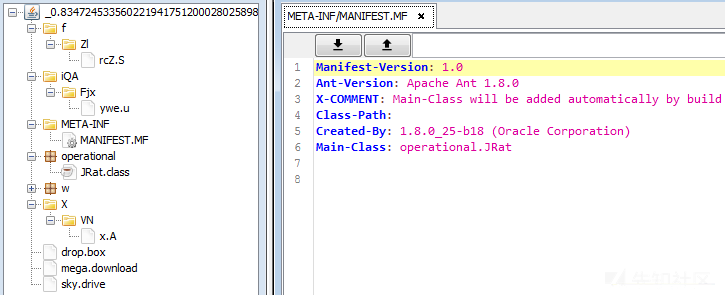 _0.83472453356022194175120002802589​8
f
Zl
rcZ.S
iQA
Fjx
ywe.u
META-INF
MANIFEST.MF
operational
JRat.class
w
X
VN
x.A
drop.box
mega.download
sky.drive
META-INF/MANIFEST.MF ×
1 Manifest-Version: 1.0
2 Ant-Version: Apache Ant 1.8.0
3 X-COMMENT: Main-Class will be added automatically by build
4 Class-Path:
5 Created-By: 1.8.0_25-b18 (Oracle Corporation)
6 Main-Class: operational.JRat
7
8